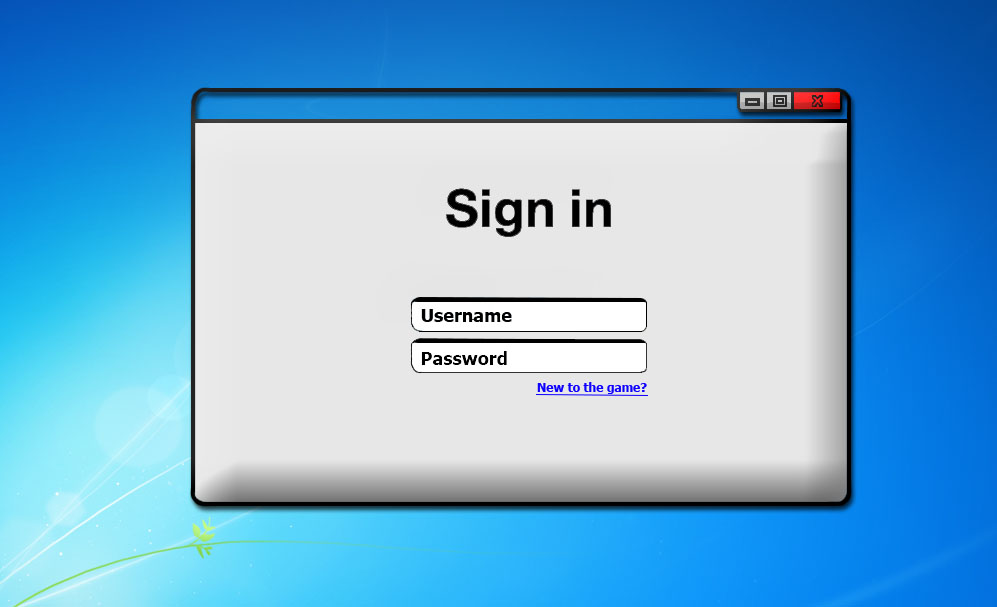 Sign in
Username
Password
New to the game?